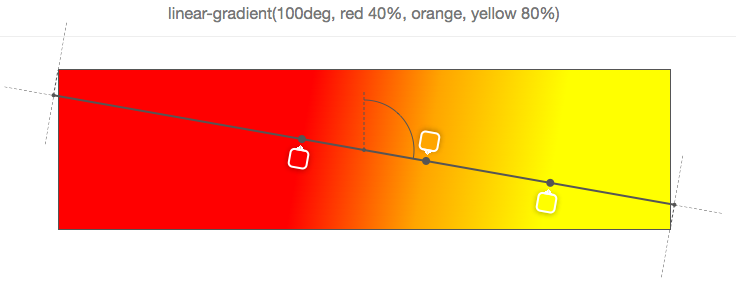 linear-gradient(100deg, red 40%, orange, yellow 80%)